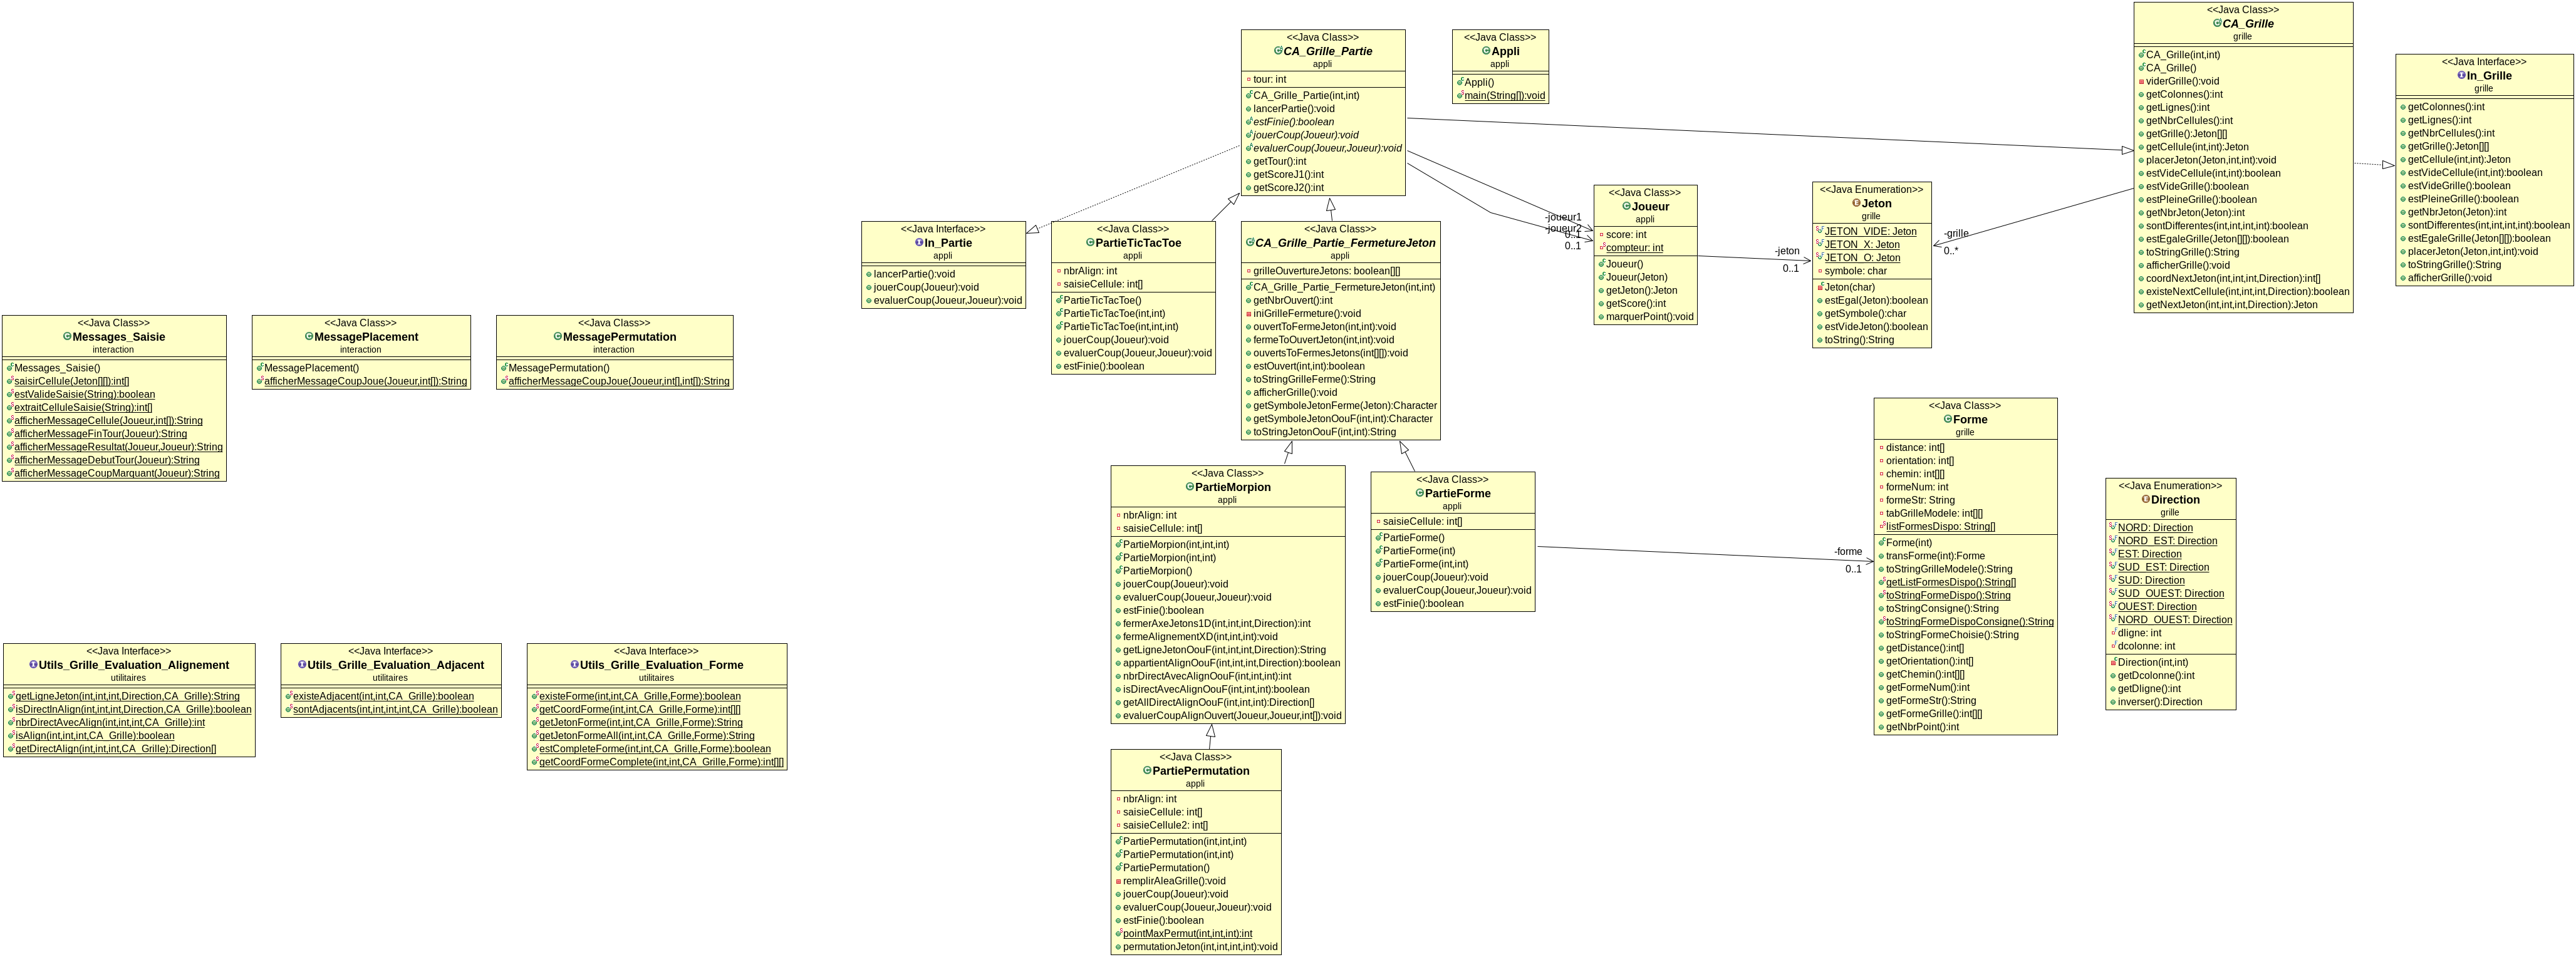 <<Java Class>>
CA_Grille_Partie
appli
tour: int
CA_Grille_Partie(int,int)
lancerPartie():void
estFinie():boolean
jouerCoup(Joueur):void
evaluerCoup(Joueur,Joueur):void
getTour():int
getScoreJ1():int
getScoreJ2():int
<<Java Class>>
Appli
appli
Appli()
main(String[]):void
<<Java Class>>
CA_Grille
grille
CA_Grille(int,int)
CA_Grille()
viderGrille():void
getColonnes():int
getLignes():int
getNbrCellules():int
getGrille():Jeton[][]
getCellule(int,int):Jeton
placerJeton(Jeton,int,int):void
estVideCellule(int,int):boolean
estVideGrille():boolean
estPleineGrille():boolean
getNbrJeton(Jeton):int
sontDifferentes(int,int,int,int):boolean
estEgaleGrille(Jeton[][]):boolean
toStringGrille():String
afficherGrille():void
coordNextJeton(int,int,int,Direction):int[]
existeNextCellule(int,int,int,Direction):boolean
getNextJeton(int,int,int,Direction):Jeton
<<Java Interface>>
In_Grille
grille
getColonnes():int
getLignes():int
getNbrCellules():int
getGrille():Jeton[][]
getCellule(int,int):Jeton
estVideCellule(int,int):boolean
estVideGrille():boolean
estPleineGrille():boolean
getNbrJeton(Jeton):int
sontDifferentes(int,int,int,int):boolean
estEgaleGrille(Jeton[][]):boolean
placerJeton(Jeton,int,int):void
toStringGrille():String
afficherGrille():void
<<Java Interface>>
In_Partie
appli
lancerPartie():void
jouerCoup(Joueur):void
evaluerCoup(Joueur,Joueur):void
<<Java Class>>
PartieTicTacToe
appli
nbrAlign: int
saisieCellule: int[]
PartieTicTacToe()
PartieTicTacToe(int,int)
PartieTicTacToe(int,int,int)
jouerCoup(Joueur):void
evaluerCoup(Joueur,Joueur):void
estFinie():boolean
<<Java Class>>
CA_Grille_Partie_FermetureJeton
appli
grilleOuvertureJetons: boolean[][]
CA_Grille_Partie_FermetureJeton(int,int)
getNbrOuvert():int
iniGrilleFermeture():void
ouvertToFermeJeton(int,int):void
fermeToOuvertJeton(int,int):void
ouvertsToFermesJetons(int[][]):void
estOuvert(int,int):boolean
toStringGrilleFerme():String
afficherGrille():void
getSymboleJetonFerme(Jeton):Character
getSymboleJetonOouF(int,int):Character
toStringJetonOouF(int,int):String
-joueur1
0..1
-joueur2
0..1
<<Java Class>>
Joueur
appli
score: int
compteur: int
Joueur()
Joueur(Jeton)
getJeton():Jeton
getScore():int
marquerPoint():void
-jeton
0..1
<<Java Enumeration>>
Jeton
grille
JETON_VIDE: Jeton
JETON_X: Jeton
JETON_O: Jeton
symbole: char
Jeton(char)
estEgal(Jeton):boolean
getSymbole():char
estVideJeton():boolean
toString():String
-grille
0..*
<<Java Class>>
Messages_Saisie
interaction
Messages_Saisie()
saisirCellule(Jeton[][]):int[]
estValideSaisie(String):boolean
extraitCelluleSaisie(String):int[]
afficherMessageCellule(Joueur,int[]):String
afficherMessageFinTour(Joueur):String
afficherMessageResultat(Joueur,Joueur):String
afficherMessageDebutTour(Joueur):String
afficherMessageCoupMarquant(Joueur):String
<<Java Class>>
MessagePlacement
interaction
MessagePlacement()
afficherMessageCoupJoue(Joueur,int[]):String
<<Java Class>>
MessagePermutation
interaction
MessagePermutation()
afficherMessageCoupJoue(Joueur,int[],int[]):String
<<Java Class>>
PartieMorpion
appli
nbrAlign: int
saisieCellule: int[]
PartieMorpion(int,int,int)
PartieMorpion(int,int)
PartieMorpion()
jouerCoup(Joueur):void
evaluerCoup(Joueur,Joueur):void
estFinie():boolean
fermerAxeJetons1D(int,int,int,Direction):int
fermeAlignementXD(int,int,int):void
getLigneJetonOouF(int,int,int,Direction):String
appartientAlignOouF(int,int,int,Direction):boolean
nbrDirectAvecAlignOouF(int,int,int):int
isDirectAvecAlignOouF(int,int,int):boolean
getAllDirectAlignOouF(int,int,int):Direction[]
evaluerCoupAlignOuvert(Joueur,Joueur,int[]):void
<<Java Class>>
PartieForme
appli
saisieCellule: int[]
PartieForme()
PartieForme(int)
PartieForme(int,int)
jouerCoup(Joueur):void
evaluerCoup(Joueur,Joueur):void
estFinie():boolean
-forme
0..1
<<Java Class>>
Forme
grille
distance: int[]
orientation: int[]
chemin: int[][]
formeNum: int
formeStr: String
tabGrilleModele: int[][]
listFormesDispo: String[]
Forme(int)
transForme(int):Forme
toStringGrilleModele():String
getListFormesDispo():String[]
toStringFormeDispo():String
toStringConsigne():String
toStringFormeDispoConsigne():String
toStringFormeChoisie():String
getDistance():int[]
getOrientation():int[]
getChemin():int[][]
getFormeNum():int
getFormeStr():String
getFormeGrille():int[][]
getNbrPoint():int
<<Java Enumeration>>
Direction
grille
NORD: Direction
NORD_EST: Direction
EST: Direction
SUD_EST: Direction
SUD: Direction
SUD_OUEST: Direction
OUEST: Direction
NORD_OUEST: Direction
dligne: int
dcolonne: int
Direction(int,int)
getDcolonne():int
getDligne():int
inverser():Direction
<<Java Interface>>
Utils_Grille_Evaluation_Alignement
utilitaires
getLigneJeton(int,int,int,Direction,CA_Grille):String
isDirectInAlign(int,int,int,Direction,CA_Grille):boolean
nbrDirectAvecAlign(int,int,int,CA_Grille):int
isAlign(int,int,int,CA_Grille):boolean
getDirectAlign(int,int,int,CA_Grille):Direction[]
<<Java Interface>>
Utils_Grille_Evaluation_Adjacent
utilitaires
existeAdjacent(int,int,CA_Grille):boolean
sontAdjacents(int,int,int,int,CA_Grille):boolean
<<Java Interface>>
Utils_Grille_Evaluation_Forme
utilitaires
existeForme(int,int,CA_Grille,Forme):boolean
getCoordForme(int,int,CA_Grille,Forme):int[][]
getJetonForme(int,int,CA_Grille,Forme):String
getJetonFormeAll(int,int,CA_Grille,Forme):String
estCompleteForme(int,int,CA_Grille,Forme):boolean
getCoordFormeComplete(int,int,CA_Grille,Forme):int[][]
<<Java Class>>
PartiePermutation
appli
nbrAlign: int
saisieCellule: int[]
saisieCellule2: int[]
PartiePermutation(int,int,int)
PartiePermutation(int,int)
PartiePermutation()
remplirAleaGrille():void
jouerCoup(Joueur):void
evaluerCoup(Joueur,Joueur):void
estFinie():boolean
pointMaxPermut(int,int,int):int
permutationJeton(int,int,int,int):void